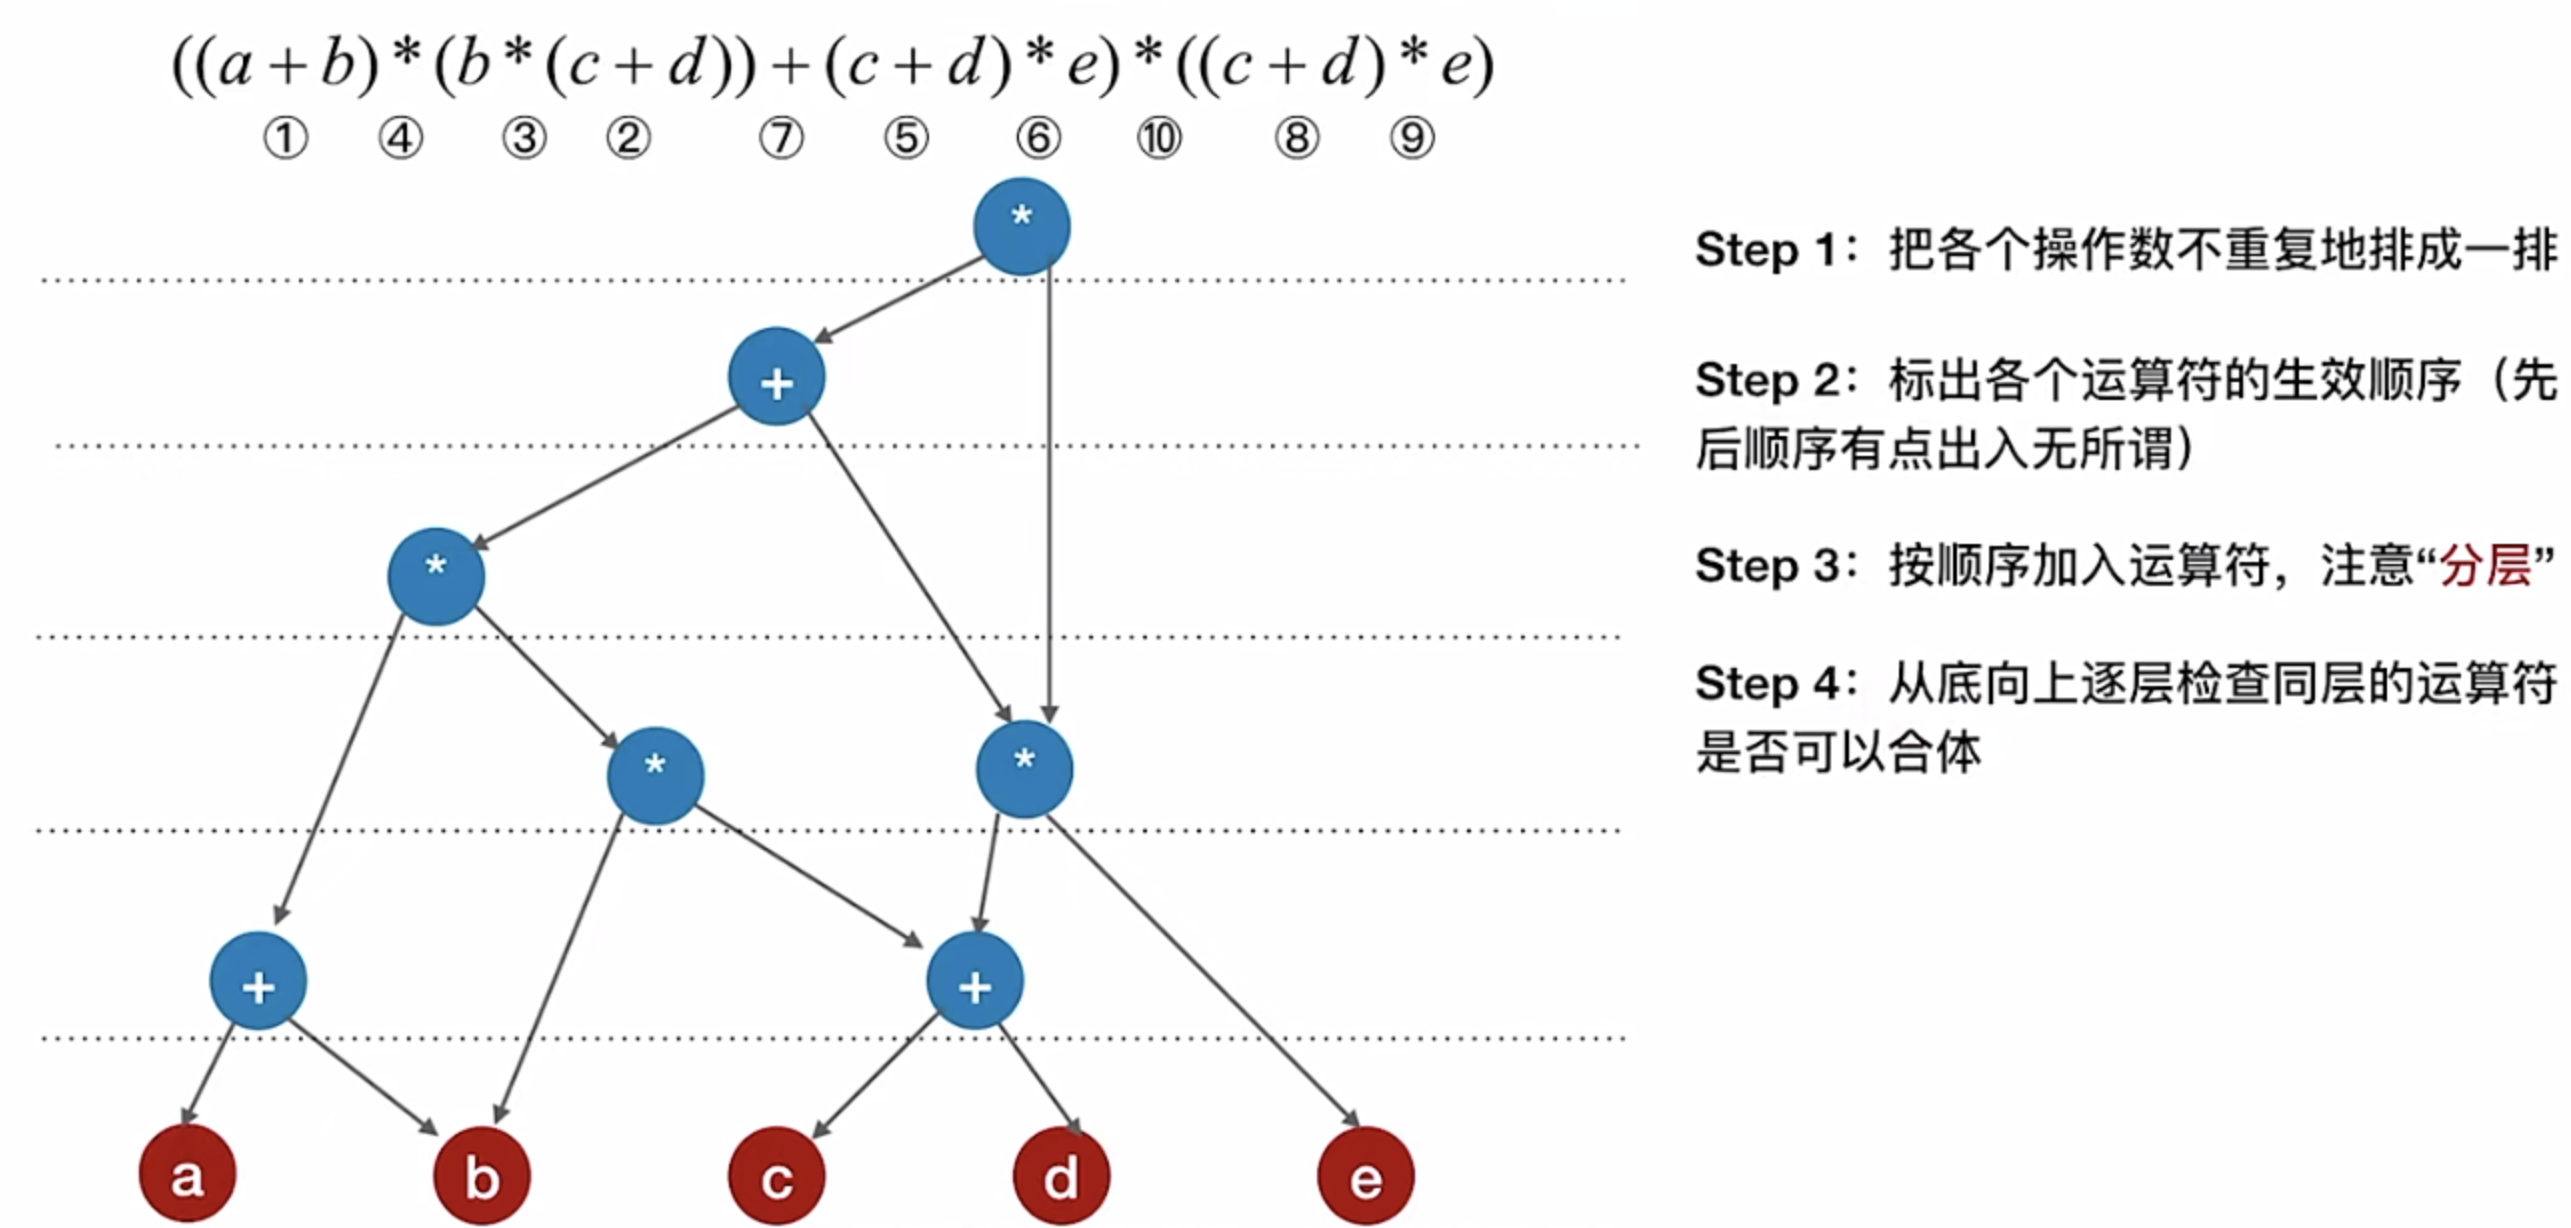 ((a+b)*(b*(c+d))+(c+d)*e)*((c+d)*e)
① ④ ③ ② ⑦ ⑤ ⑥ ⑩ ⑧ ⑨
*
+
*
* *
+ +
a b c d e
Step 1：把各个操作数不重复地排成一排
Step 2：标出各个运算符的生效顺序（先
后顺序有点出入无所谓）
Step 3：按顺序加入运算符，注意“分层”
Step 4：从底向上逐层检查同层的运算符
是否可以合体